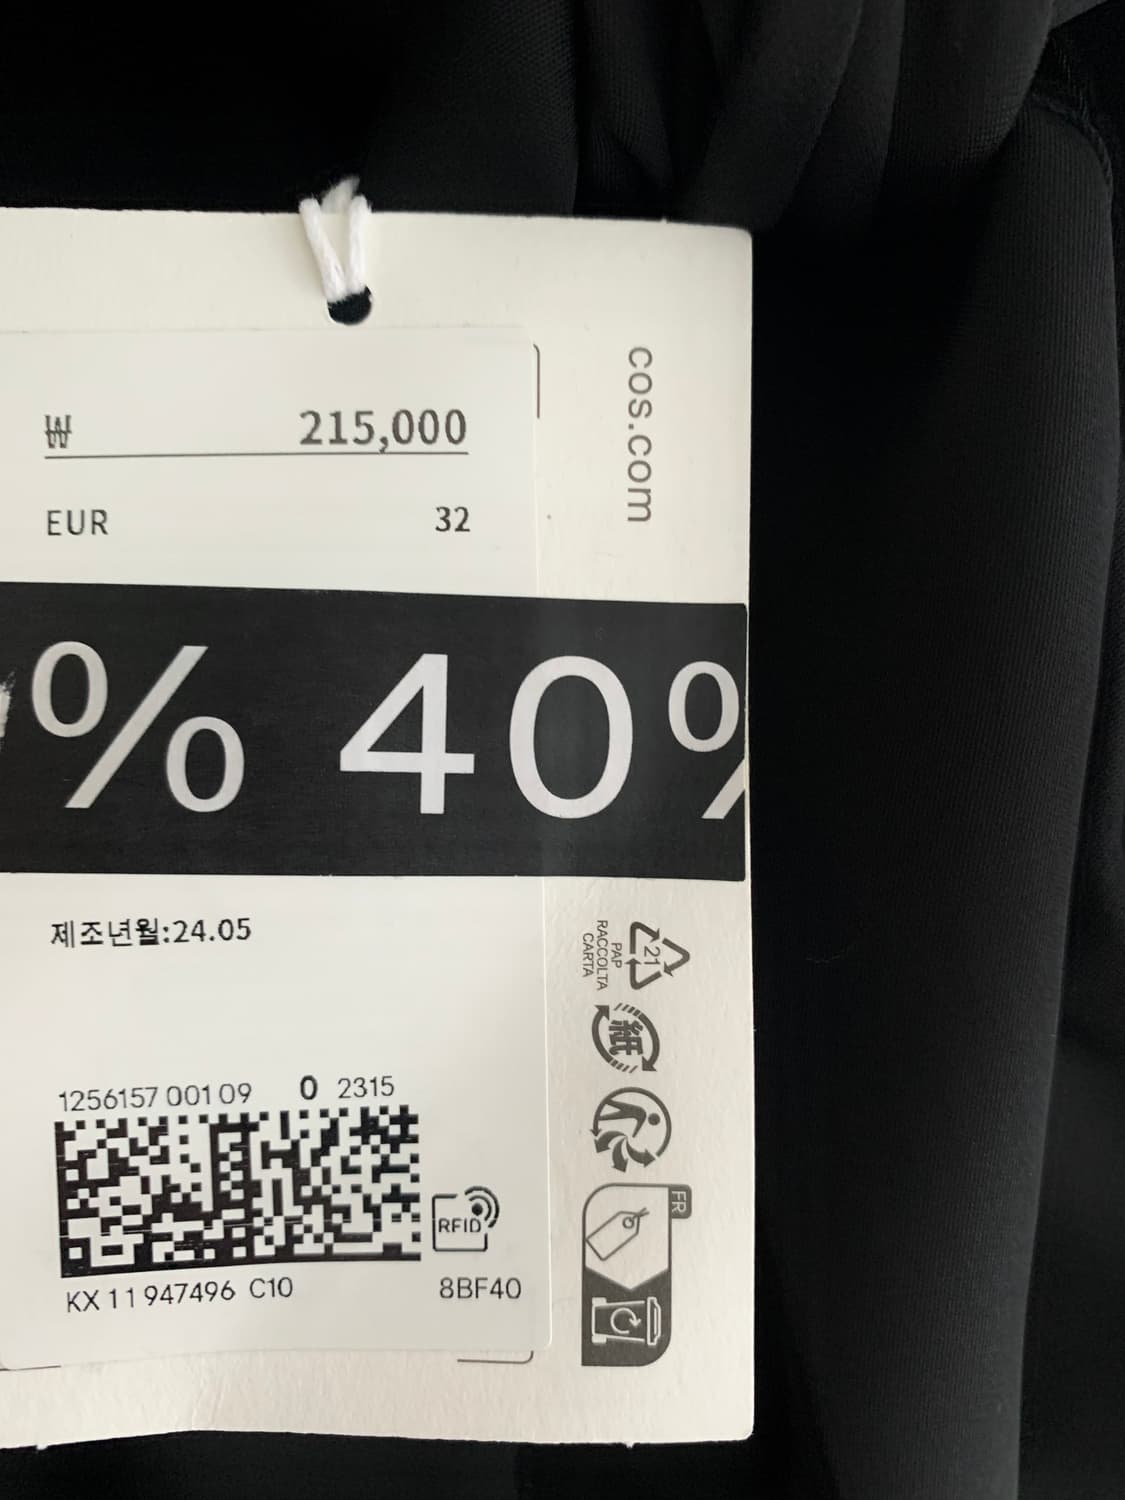 ₩ 215,000
EUR 32
% 40%
제조년월:24.05
1256157 001 09 0 2315
RFID
KX 11 947496 C10 8BF40
cos.com
21
PAP
RACCOLTA
CARTA
紙
FR